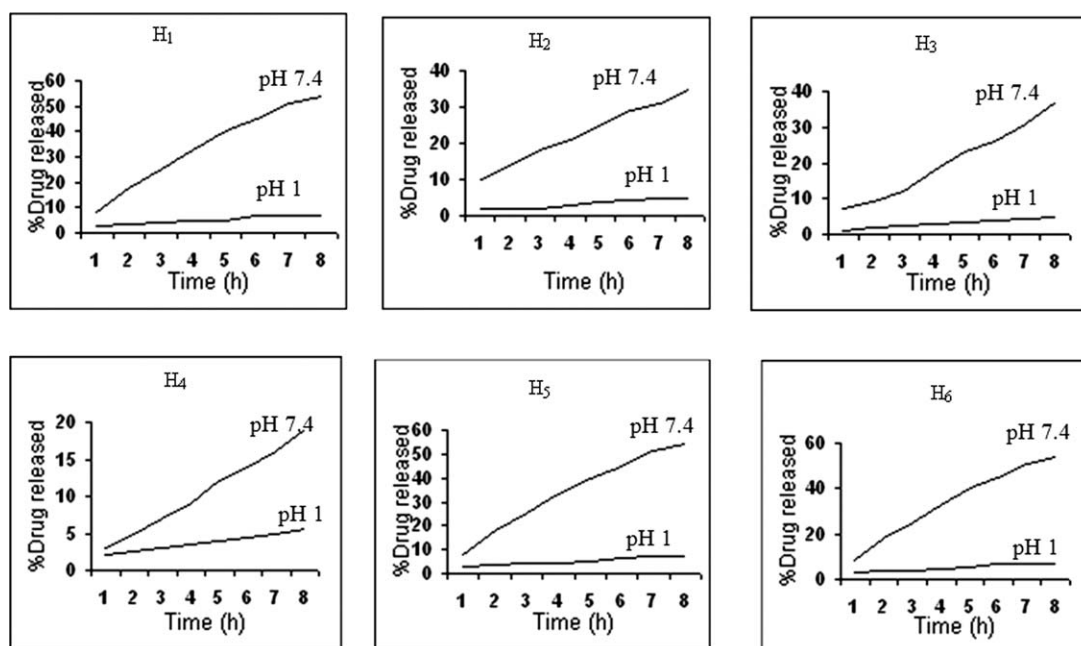 H1
%Drug released
60
50
40
30
20
10
0
pH 7.4
pH 1
1 2 3 4 5 6 7 8
Time (h)
H2
%Drug released
40
30
20
10
0
pH 7.4
pH 1
1 2 3 4 5 6 7 8
Time (h)
H3
%Drug released
40
30
20
10
0
pH 7.4
pH 1
1 2 3 4 5 6 7 8
Time (h)
H4
%Drug released
20
15
10
5
0
pH 7.4
pH 1
1 2 3 4 5 6 7 8
Time (h)
H5
%Drug released
60
50
40
30
20
10
0
pH 7.4
pH 1
1 2 3 4 5 6 7 8
Time (h)
H6
%Drug released
60
40
20
0
pH 7.4
pH 1
1 2 3 4 5 6 7 8
Time (h)